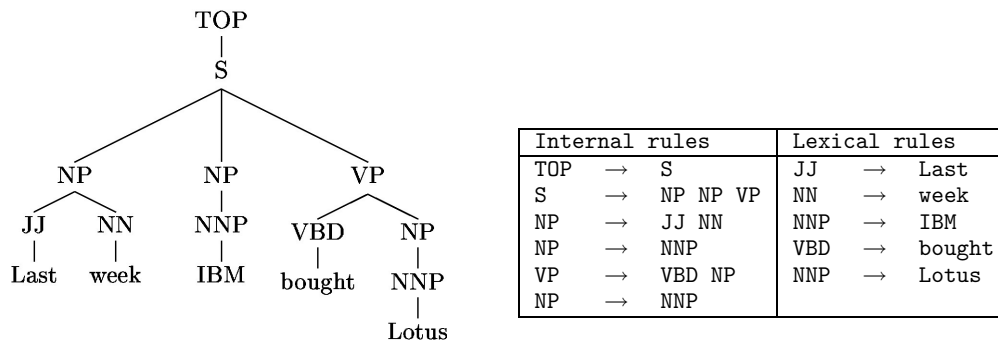 TOP
S
NP NP VP
JJ NN NNP VBD NP
Last week IBM bought NNP
Lotus
Internal rules Lexical rules
TOP → S JJ → Last
S → NP NP VP NN → week
NP → JJ NN NNP → IBM
NP → NNP VBD → bought
VP → VBD NP NNP → Lotus
NP → NNP